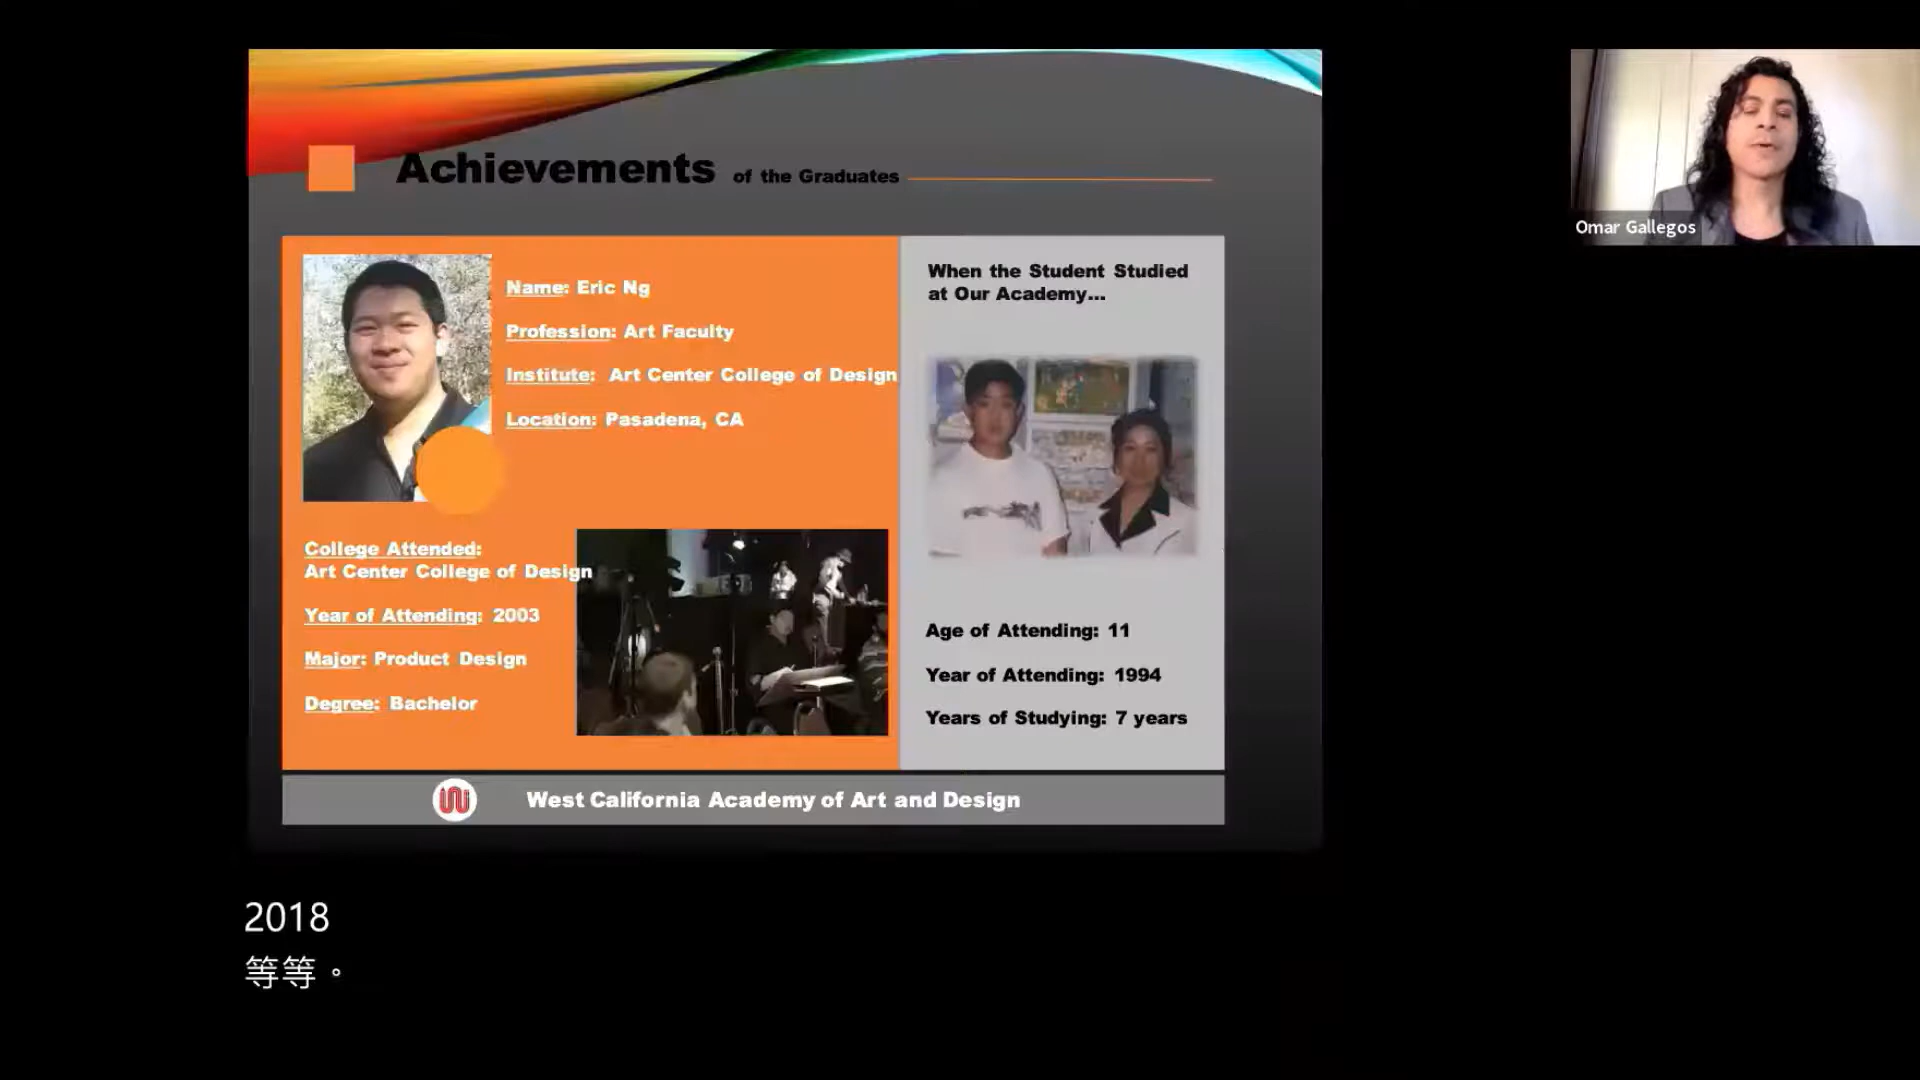 Achievements of the Graduates
Name: Eric Ng
Profession: Art Faculty
Institute: Art Center College of Design
Location: Pasadena, CA
College Attended:
Art Center College of Design
Year of Attending: 2003
Major: Product Design
Degree: Bachelor
When the Student Studied
at Our Academy...
Age of Attending: 11
Year of Attending: 1994
Years of Studying: 7 years
West California Academy of Art and Design
Omar Gallegos
2018
等等。